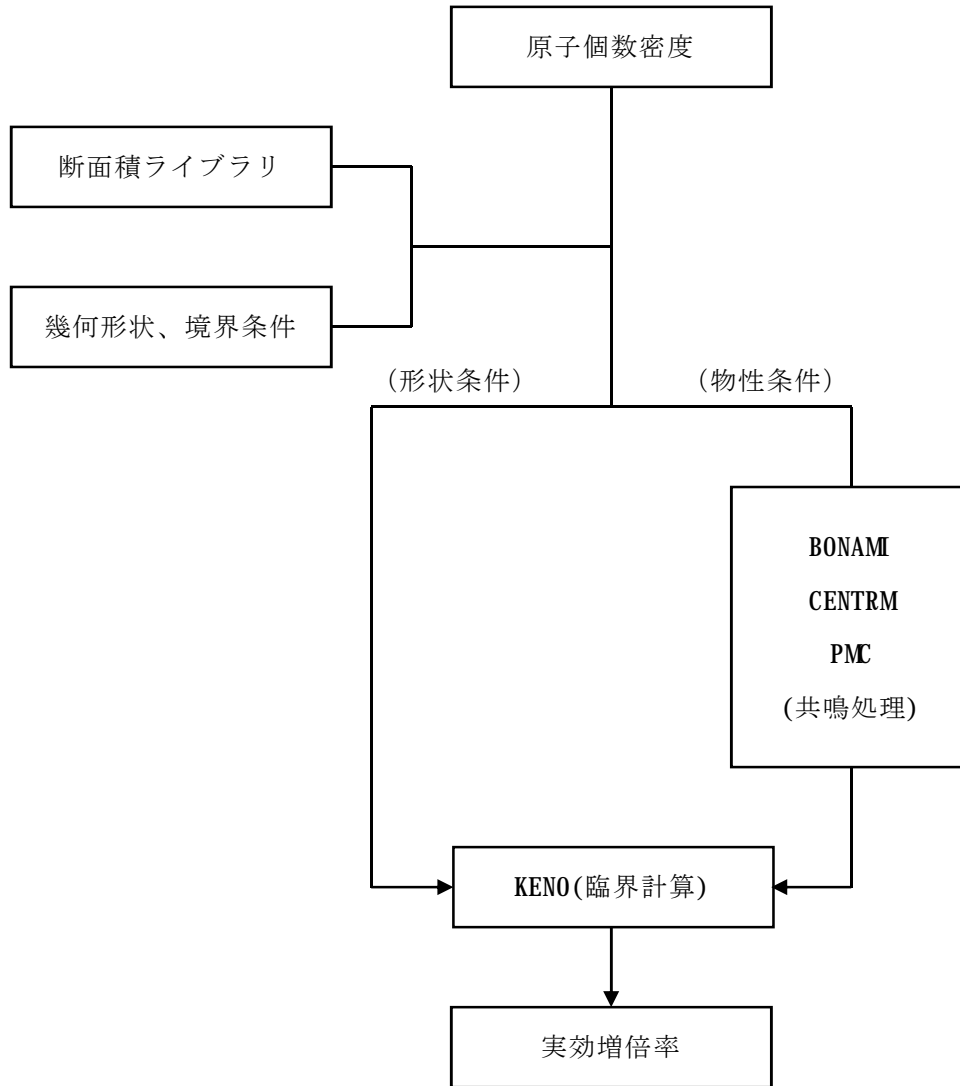 原子個数密度
断面積ライブラリ
幾何形状、境界条件
(形状条件)
(物性条件)
BONAMI
CENTRM
PMC
(共鳴処理)
KENO(臨界計算)
実効増倍率